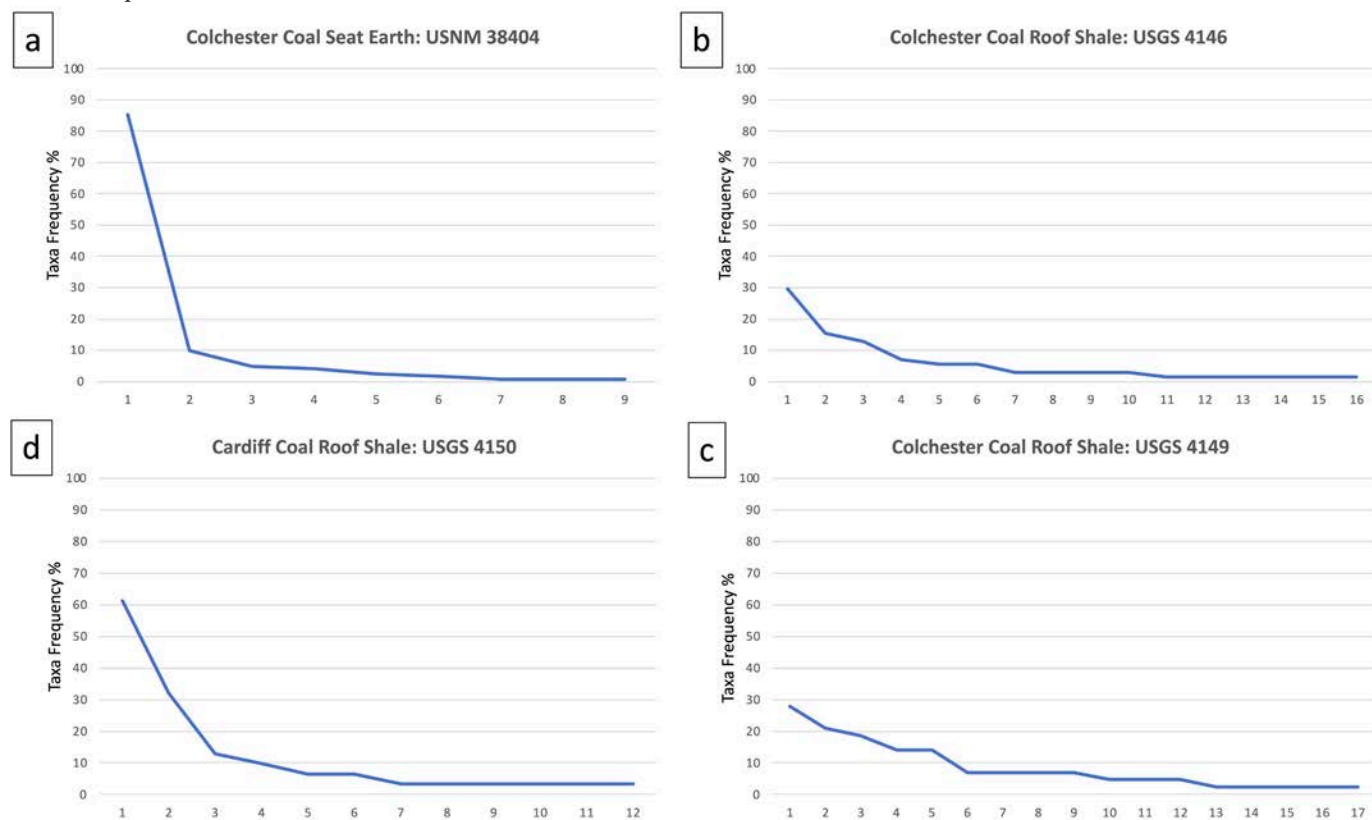 a
Colchester Coal Seat Earth: USNM 38404
Taxa Frequency %
100
90
80
70
60
50
40
30
20
10
0
1 2 3 4 5 6 7 8 9
b
Colchester Coal Roof Shale: USGS 4146
Taxa Frequency %
100
90
80
70
60
50
40
30
20
10
0
1 2 3 4 5 6 7 8 9 10 11 12 13 14 15 16
d
Cardiff Coal Roof Shale: USGS 4150
Taxa Frequency %
100
90
80
70
60
50
40
30
20
10
0
1 2 3 4 5 6 7 8 9 10 11 12
c
Colchester Coal Roof Shale: USGS 4149
Taxa Frequency %
100
90
80
70
60
50
40
30
20
10
0
1 2 3 4 5 6 7 8 9 10 11 12 13 14 15 16 17